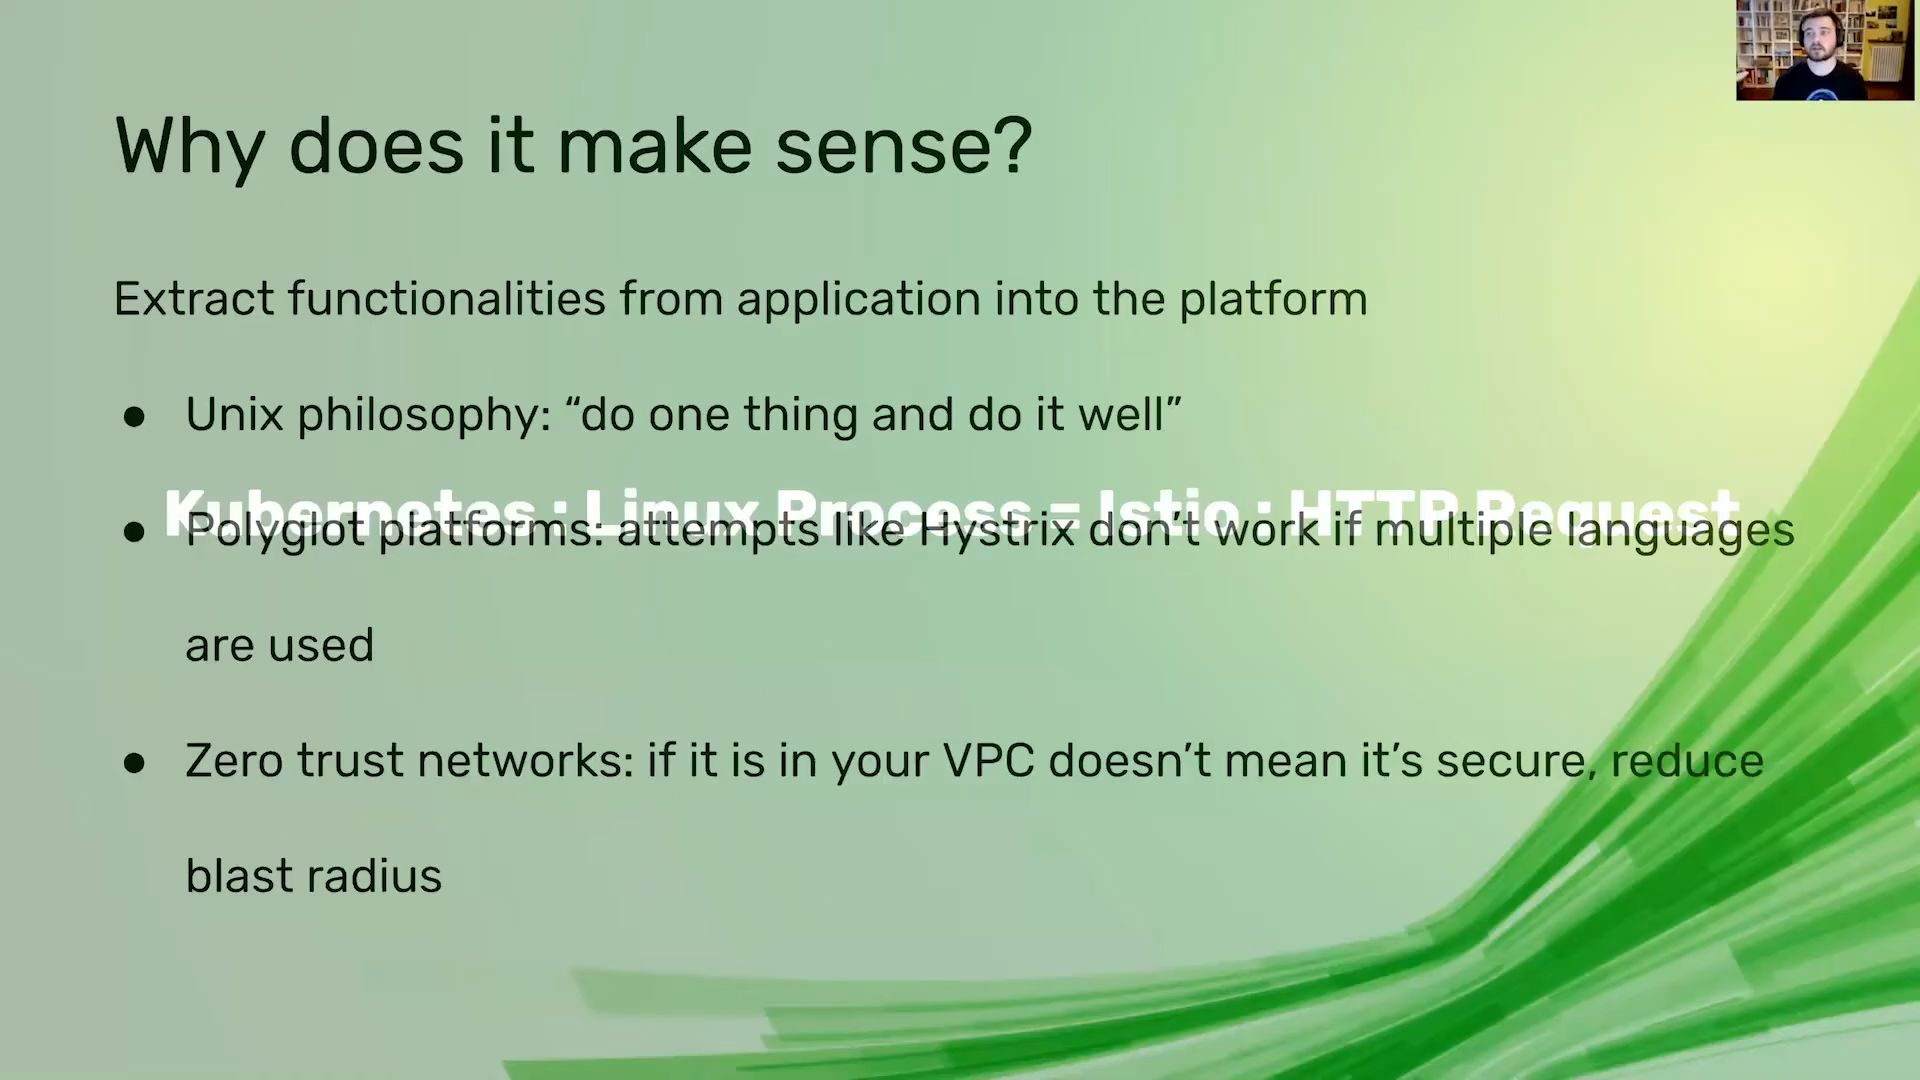 Why does it make sense?
Extract functionalities from application into the platform
● Unix philosophy: “do one thing and do it well”
Kubernetes : Linux Process = Istio : HTTP Request
● Polyglot platforms: attempts like Hystrix don’t work if multiple languages
are used
● Zero trust networks: if it is in your VPC doesn’t mean it’s secure, reduce
blast radius